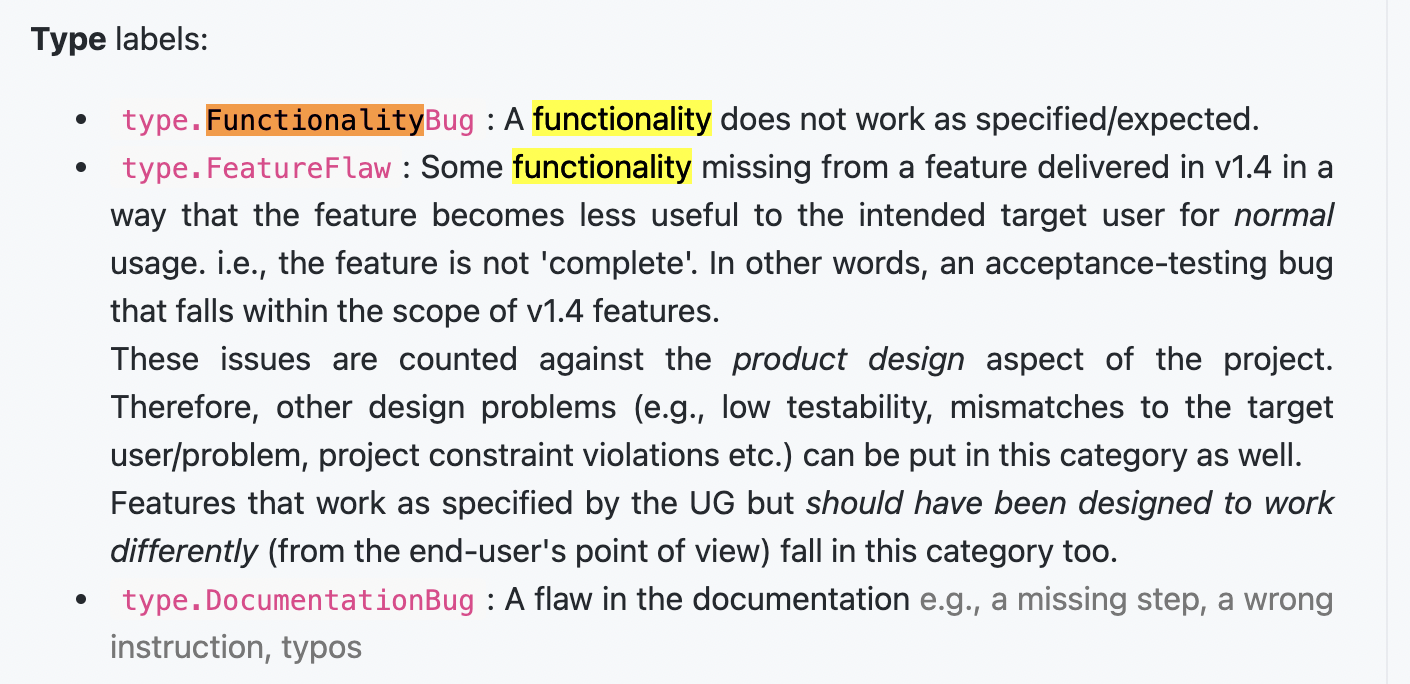 Type labels:
• type.FunctionalityBug : A functionality does not work as specified/expected.
• type.FeatureFlaw : Some functionality missing from a feature delivered in v1.4 in a
way that the feature becomes less useful to the intended target user for normal
usage. i.e., the feature is not 'complete'. In other words, an acceptance-testing bug
that falls within the scope of v1.4 features.
These issues are counted against the product design aspect of the project.
Therefore, other design problems (e.g., low testability, mismatches to the target
user/problem, project constraint violations etc.) can be put in this category as well.
Features that work as specified by the UG but should have been designed to work
differently (from the end-user's point of view) fall in this category too.
• type.DocumentationBug : A flaw in the documentation e.g., a missing step, a wrong
instruction, typos